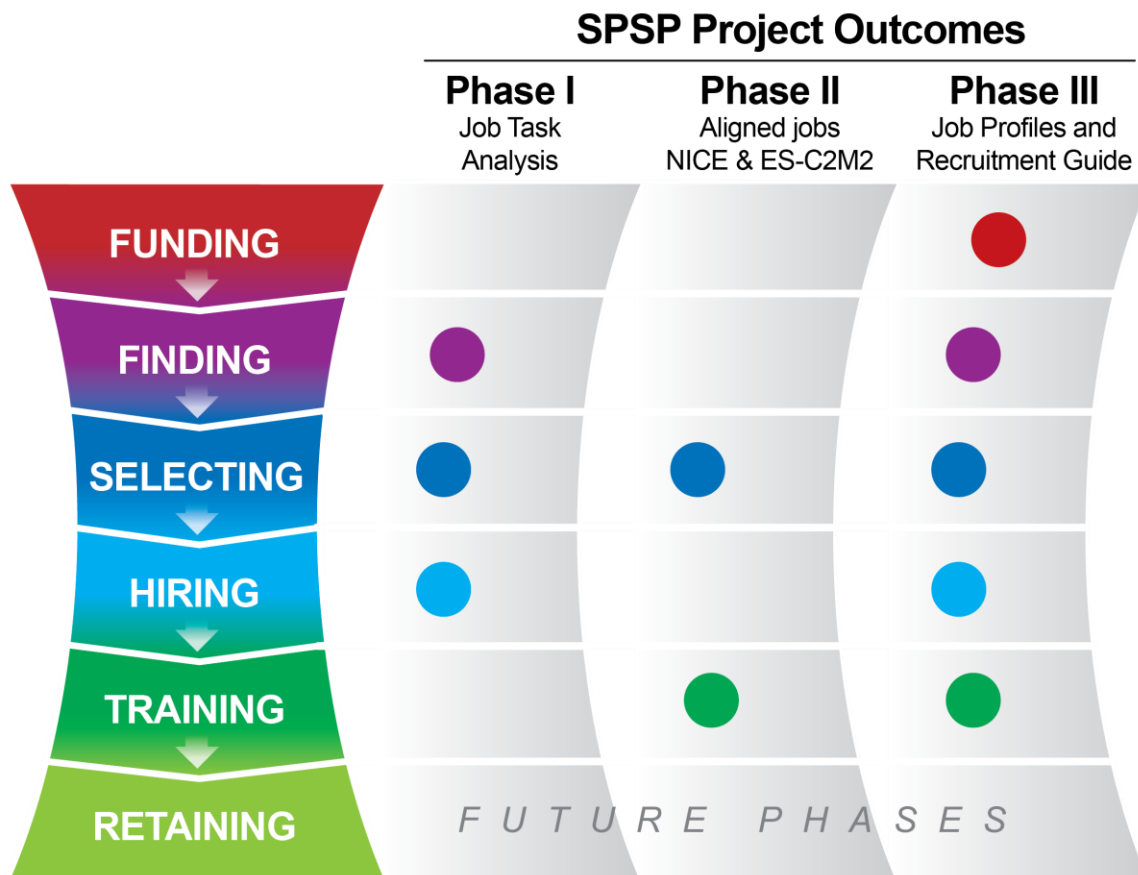 SPSP Project Outcomes
Phase I
Job Task
Analysis
Phase II
Aligned jobs
NICE & ES-C2M2
Phase III
Job Profiles and
Recruitment Guide
FUNDING
FINDING
SELECTING
HIRING
TRAINING
RETAINING
FUTURE PHASES